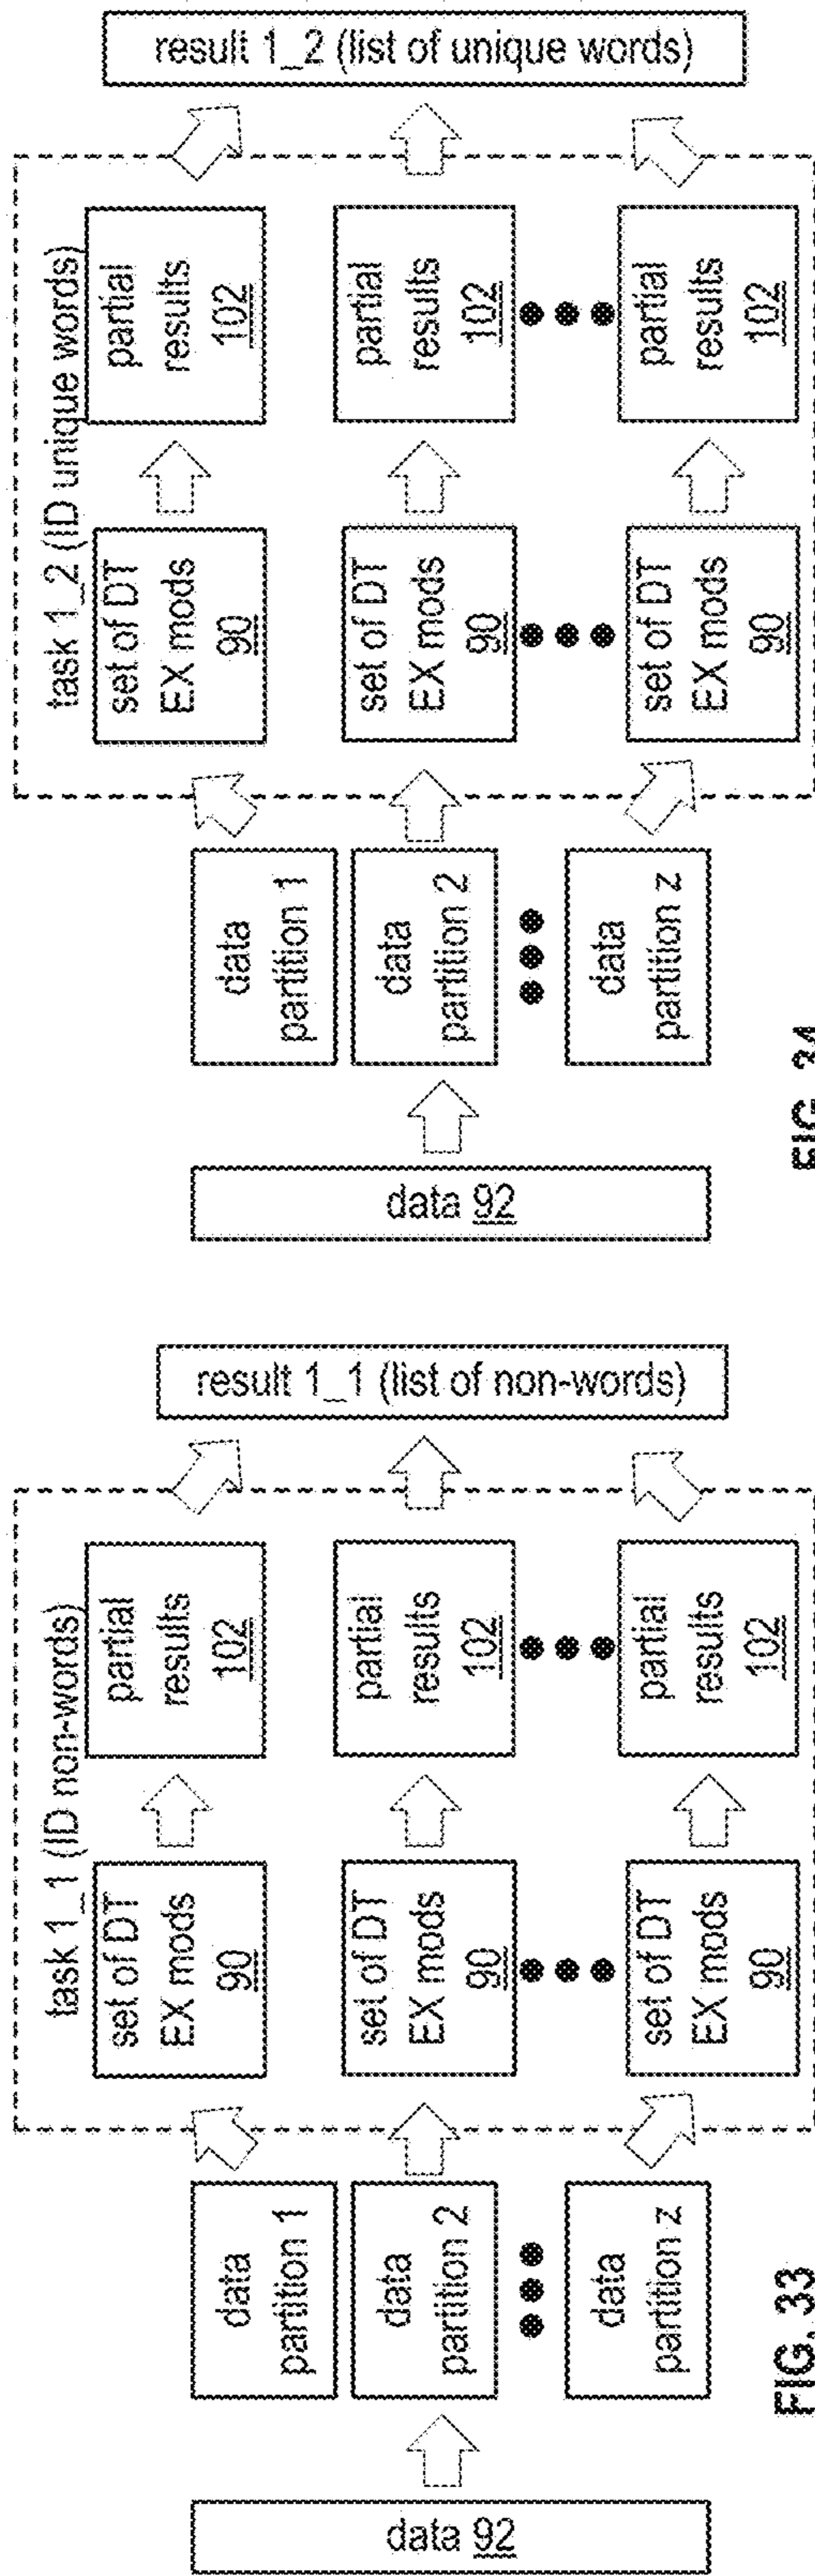 data 92
data
partition 1
data
partition 2
data
partition z
task 1_1 (ID non-words)
set of DT
EX mods
90
set of DT
EX mods
90
set of DT
EX mods
90
partial
results
102
partial
results
102
partial
results
102
result 1_1 (list of non-words)
FIG. 33
data 92
data
partition 1
data
partition 2
data
partition z
task 1_2 (ID unique words)
set of DT
EX mods
90
set of DT
EX mods
90
set of DT
EX mods
90
partial
results
102
partial
results
102
partial
results
102
result 1_2 (list of unique words)
FIG. 34